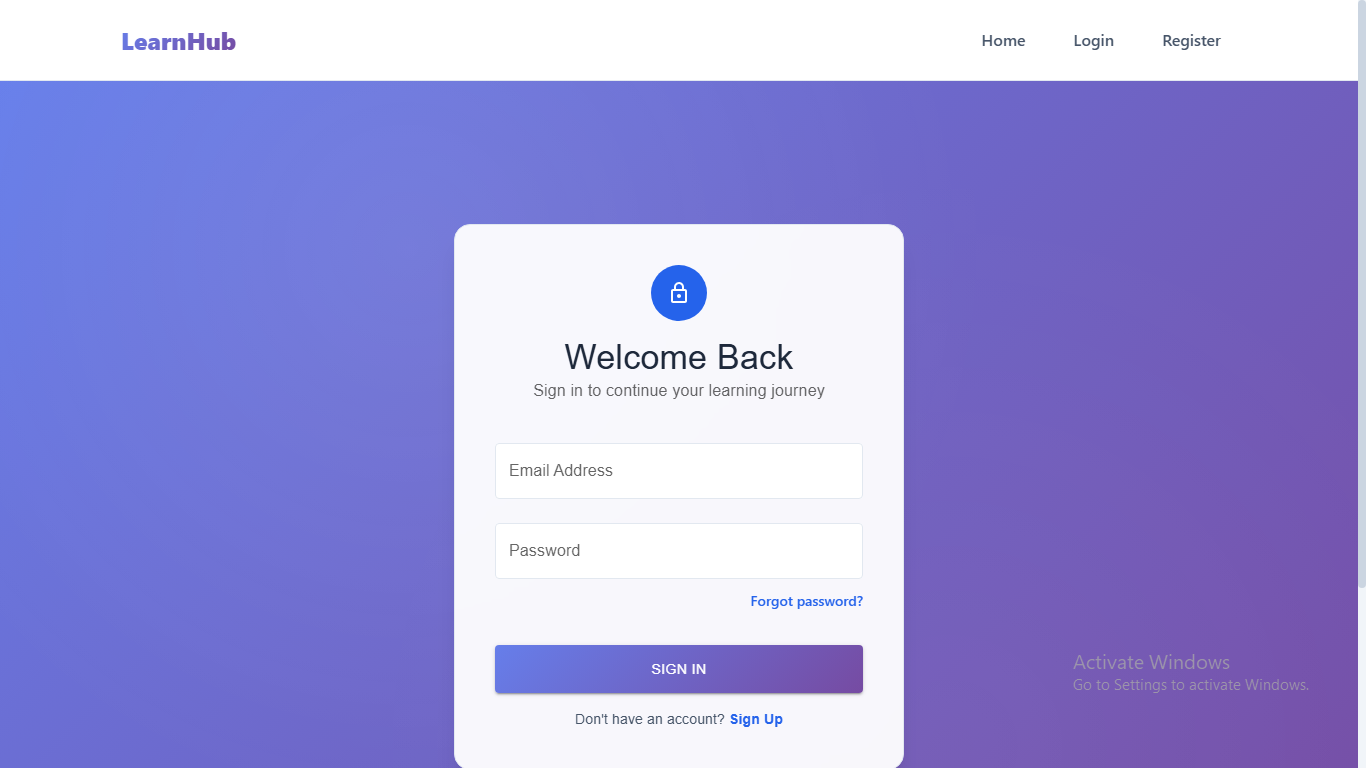 LearnHub
Home Login Register
Welcome Back
Sign in to continue your learning journey
Email Address
Password
Forgot password?
SIGN IN
Don't have an account? Sign Up
Activate Windows
Go to Settings to activate Windows.